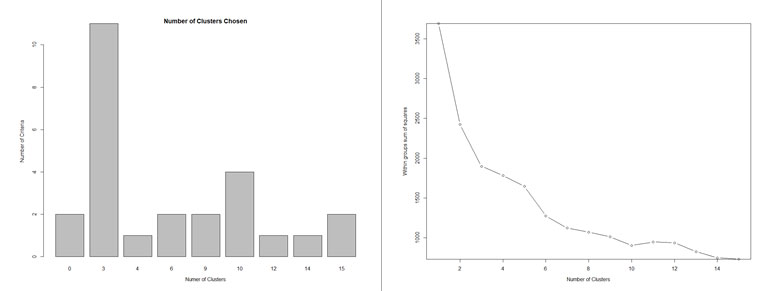 Number of Clusters Chosen
Number of Criteria
10
8
6
4
2
0
0 3 4 6 9 10 12 14 15
Numer of Clusters
Within groups sum of squares
3500
3000
2500
2000
1500
1000
2 4 6 8 10 12 14
Number of Clusters